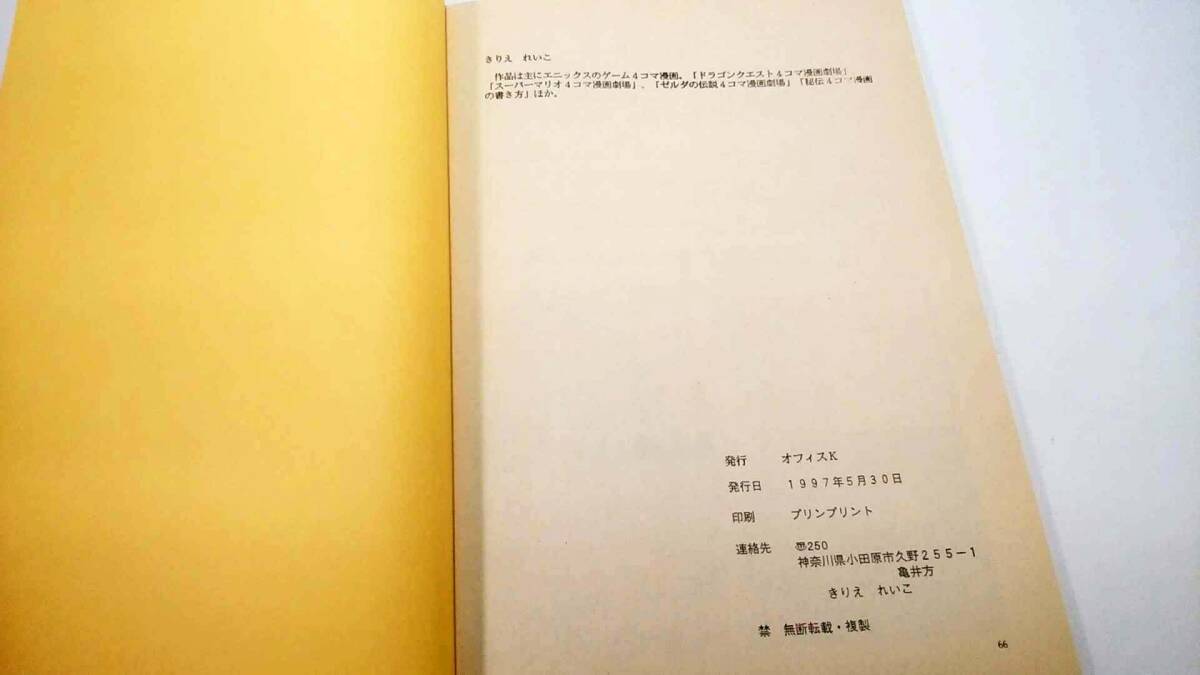 きりえ　れいこ
作品は主にエニックスのゲーム４コマ漫画。「ドラゴンクエスト４コマ漫画劇場」
「スーパーマリオ４コマ漫画劇場」、「ゼルダの伝説４コマ漫画劇場」「秘伝４コマ漫画
の書き方」ほか。
発行　オフィスK
発行日　１９９７年５月３０日
印刷　プリンプリント
連絡先　〠250
神奈川県小田原市久野２５５－１
亀井方
きりえ　れいこ
禁　無断転載・複製
66